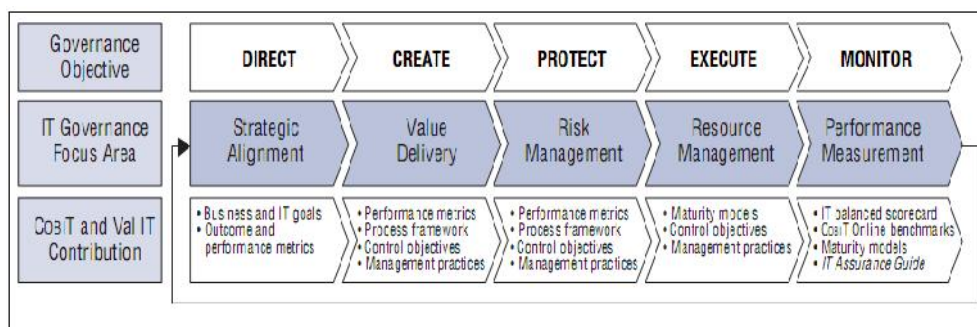 Governance
Objective
DIRECT
CREATE
PROTECT
EXECUTE
MONITOR
IT Governance
Focus Area
Strategic
Alignment
Value
Delivery
Risk
Management
Resource
Management
Performance
Measurement
COBIT and Val IT
Contribution
• Business and IT goals
• Outcome and
performance metrics
• Performance metrics
• Process framework
• Control objectives
• Management practices
• Performance metrics
• Process framework
• Control objectives
• Management practices
• Maturity models
• Control objectives
• Management practices
• IT balanced scorecard
• COBIT Online benchmarks
• Maturity models
• IT Assurance Guide